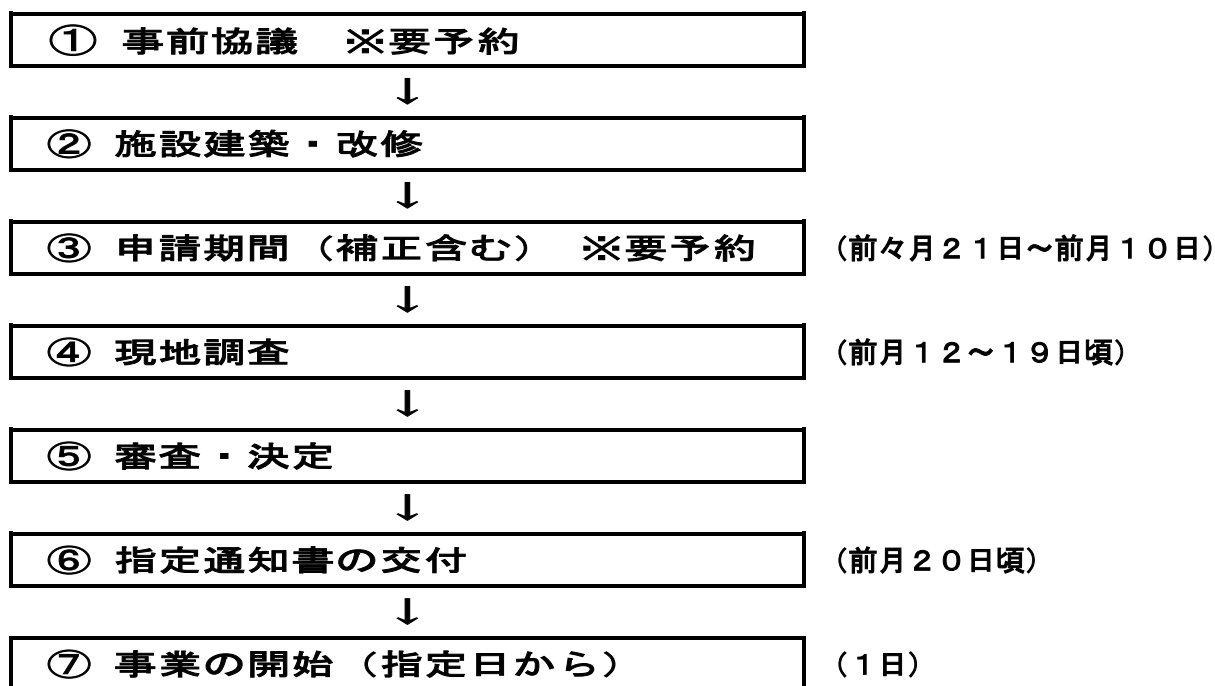 ① 事前協議　※要予約
↓
② 施設建築・改修
↓
③ 申請期間（補正含む）　※要予約　（前々月２１日～前月１０日）
↓
④ 現地調査　（前月１２～１９日頃）
↓
⑤ 審査・決定
↓
⑥ 指定通知書の交付　（前月２０日頃）
↓
⑦ 事業の開始（指定日から）　（１日）